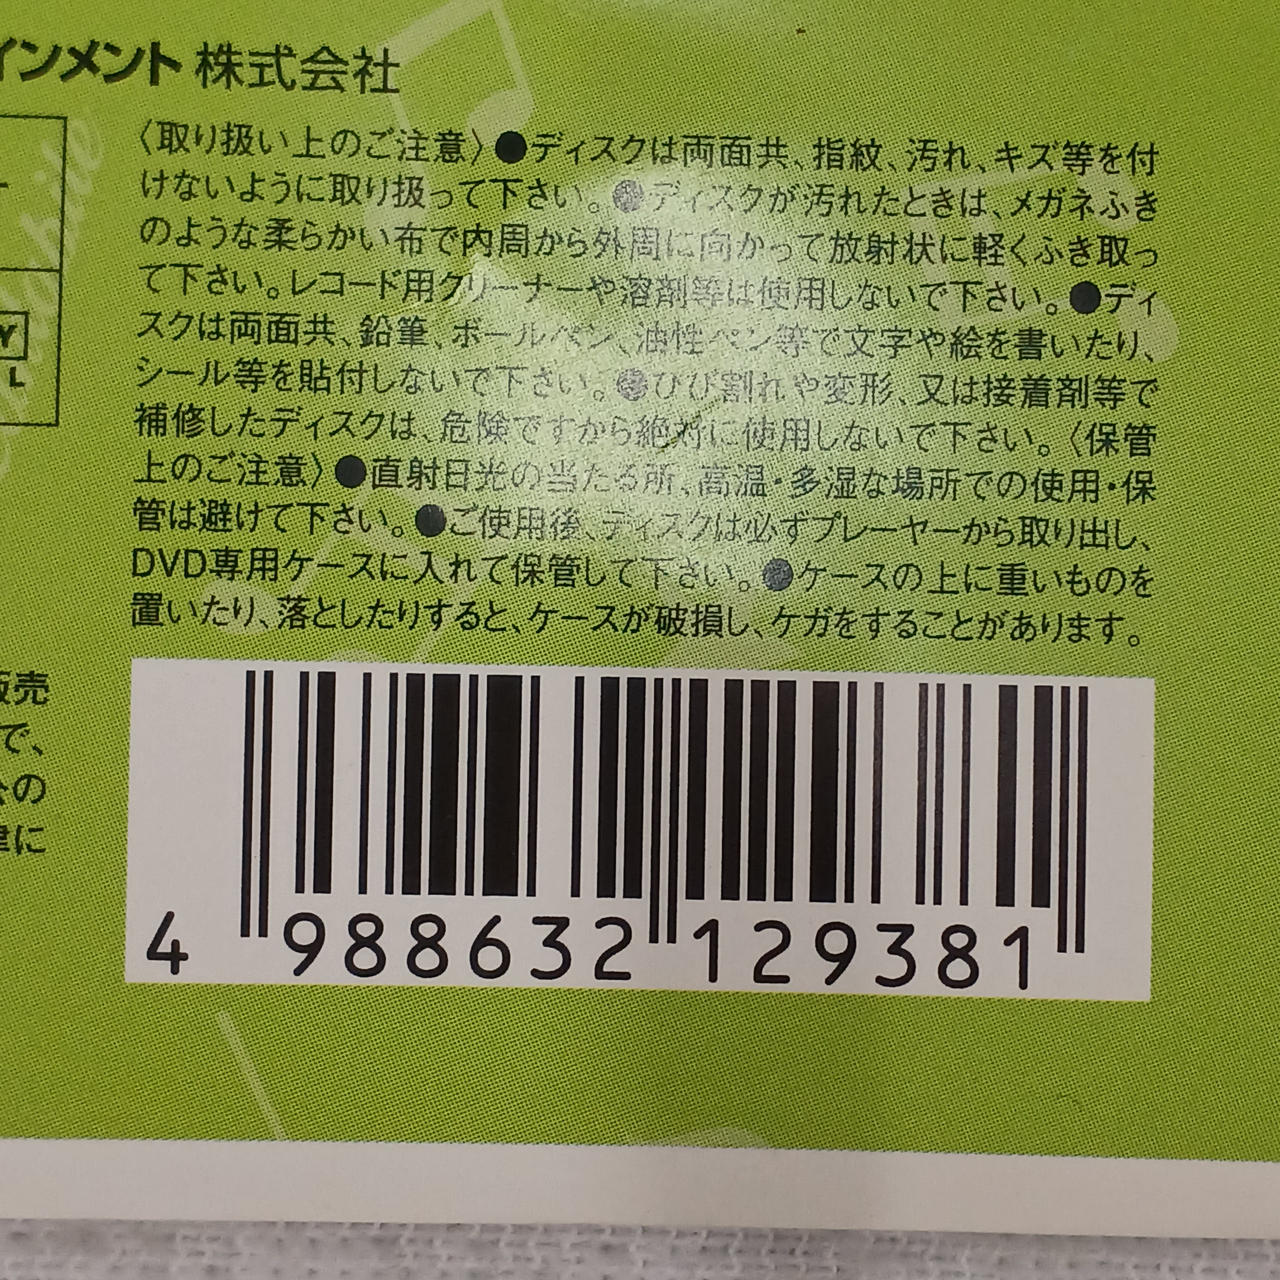 インメント 株式会社
〈取り扱い上のご注意〉●ディスクは両面共、指紋、汚れ、キズ等を付
けないように取り扱って下さい。●ディスクが汚れたときは、メガネふき
のような柔らかい布で内周から外周に向かって放射状に軽くふき取っ
て下さい。レコード用クリーナーや溶剤等は使用しないで下さい。●ディ
スクは両面共、鉛筆、ボールペン、油性ペン等で文字や絵を書いたり、
シール等を貼付しないで下さい。●ひび割れや変形、又は接着剤等で
補修したディスクは、危険ですから絶対に使用しないで下さい。〈保管
上のご注意〉●直射日光の当たる所、高温・多湿な場所での使用・保
管は避けて下さい。●ご使用後、ディスクは必ずプレーヤーから取り出し、
DVD専用ケースに入れて保管して下さい。●ケースの上に重いものを
置いたり、落としたりすると、ケースが破損し、ケガをすることがあります。
Y
L
販売
で、
の
に
4 988632 129381